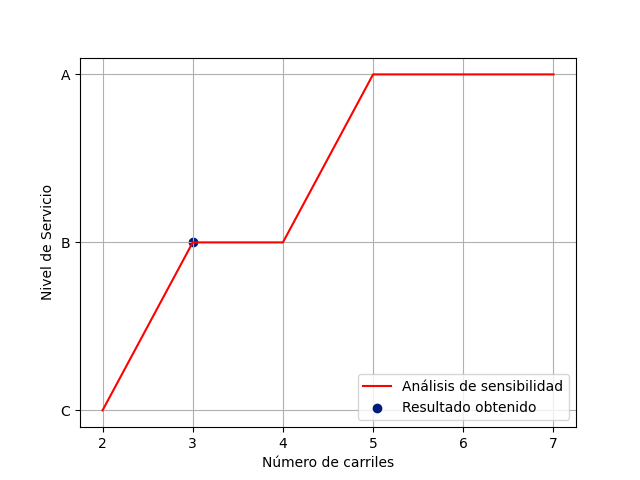 A
B
C
Nivel de Servicio
2 3 4 5 6 7
Número de carriles
Análisis de sensibilidad
Resultado obtenido